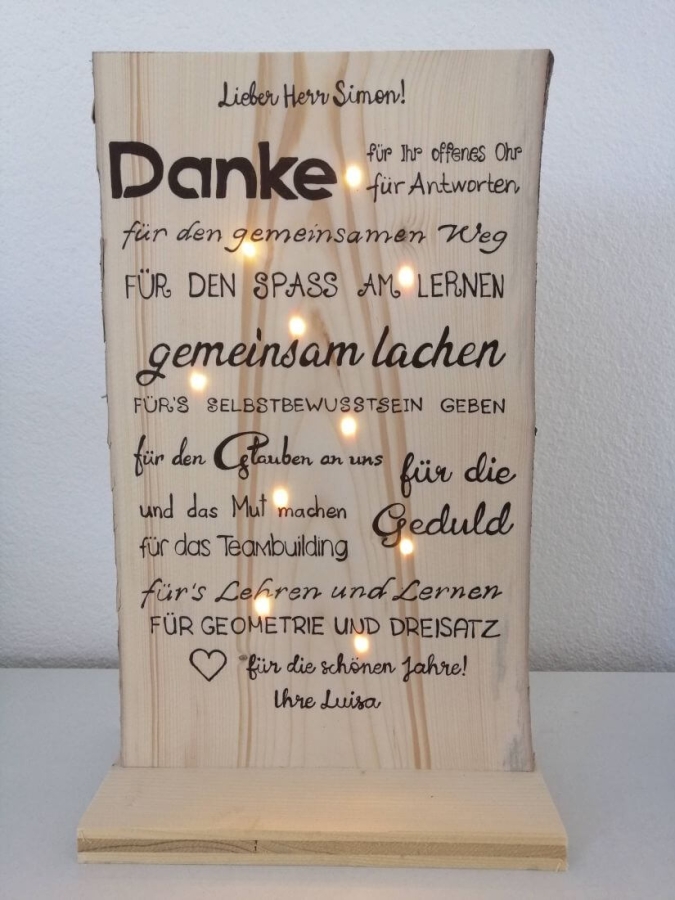 Lieber Herr Simon!
Danke
für Ihr offenes Ohr
für Antworten
für den gemeinsamen Weg
FÜR DEN SPASS AM LERNEN
gemeinsam lachen
FÜR'S SELBSTBEWUSSTSEIN GEBEN
für den Glauben an uns
und das Mut machen
für die
Geduld
für das Teambuilding
für's Lehren und Lernen
FÜR GEOMETRIE UND DREISATZ
für die schönen Jahre!
Ihre Luisa